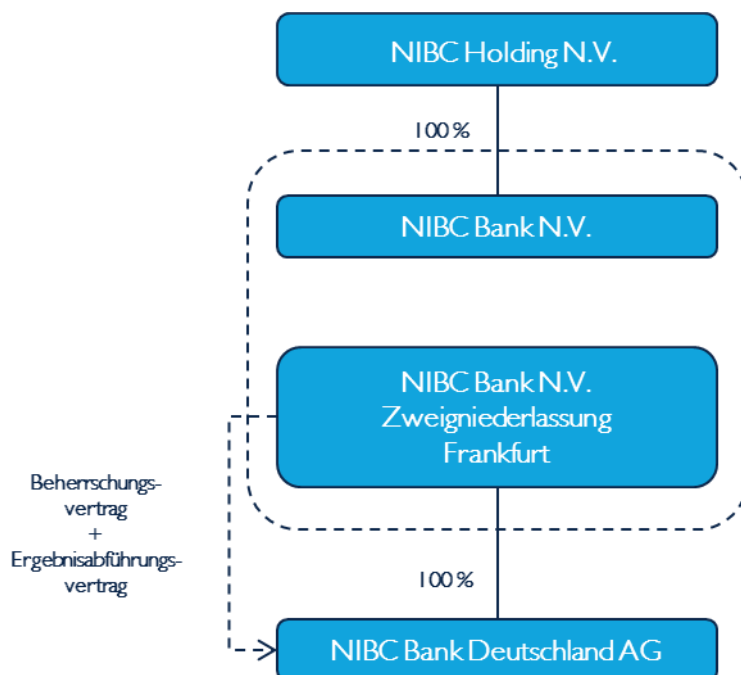 NIBC Holding N.V.
100%
NIBC Bank N.V.
NIBC Bank N.V.
Zweigniederlassung
Frankfurt
Beherrschungs-
vertrag
+
Ergebnisabführungs-
vertrag
100%
NIBC Bank Deutschland AG